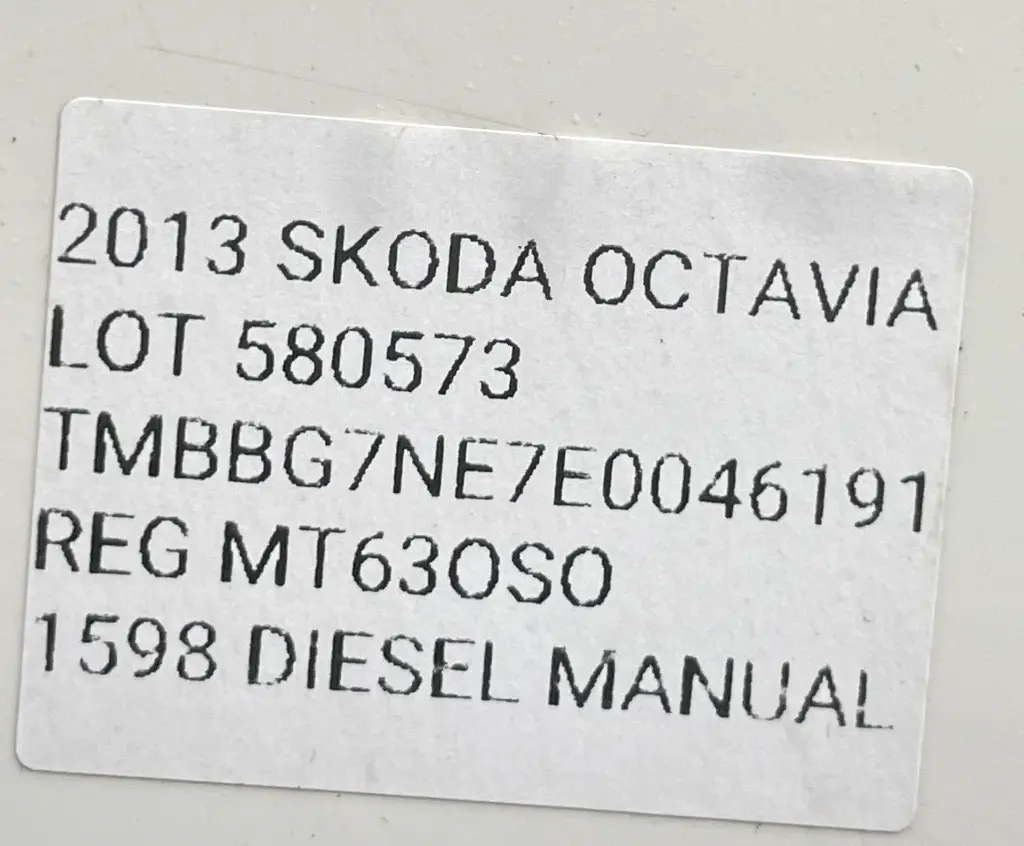 2013 SKODA OCTAVIA
LOT 580573
TMBBG7NE7E0046191
REG MT63OSO
1598 DIESEL MANUAL